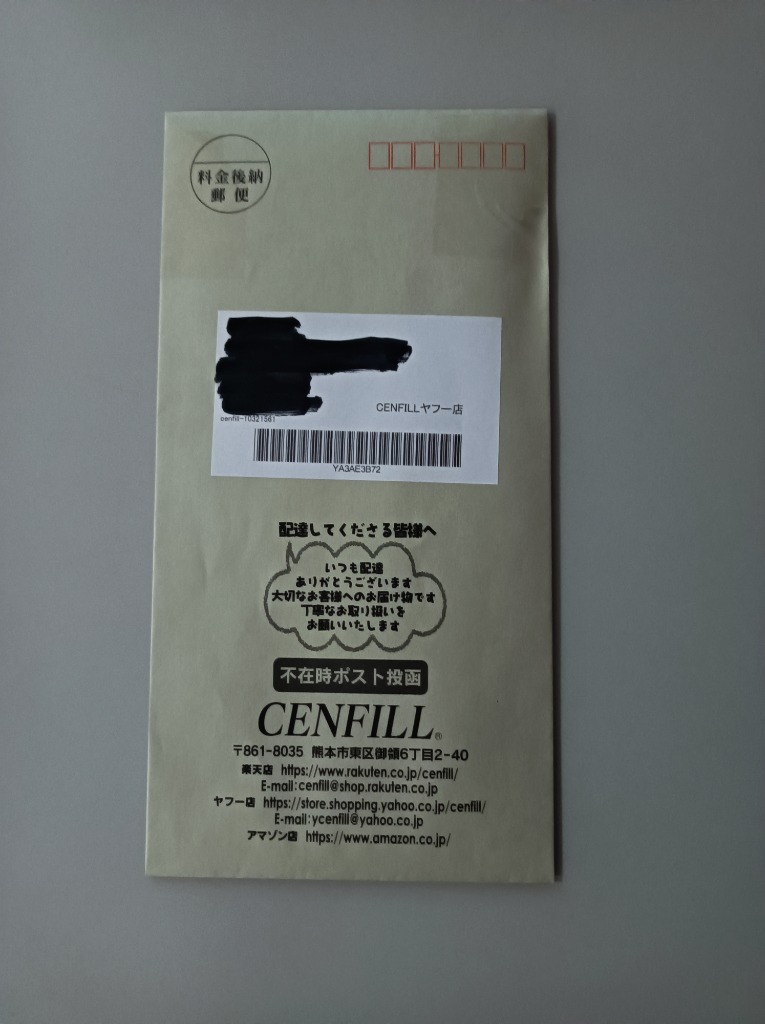 料金後納
郵便
CENFILLヤフー店
cenfill-10321561
YA3AE3B72
配達してくださる皆様へ
いつも配達
ありがとうございます
大切なお客様へのお届け物です
丁寧なお取り扱いを
お願いいたします
不在時ポスト投函
CENFILL®
〒861-8035 熊本市東区御領6丁目2-40
楽天店 https://www.rakuten.co.jp/cenfill/
E-mail:cenfill@shop.rakuten.co.jp
ヤフー店 https://store.shopping.yahoo.co.jp/cenfill/
E-mail:ycenfill@yahoo.co.jp
アマゾン店 https://www.amazon.co.jp/